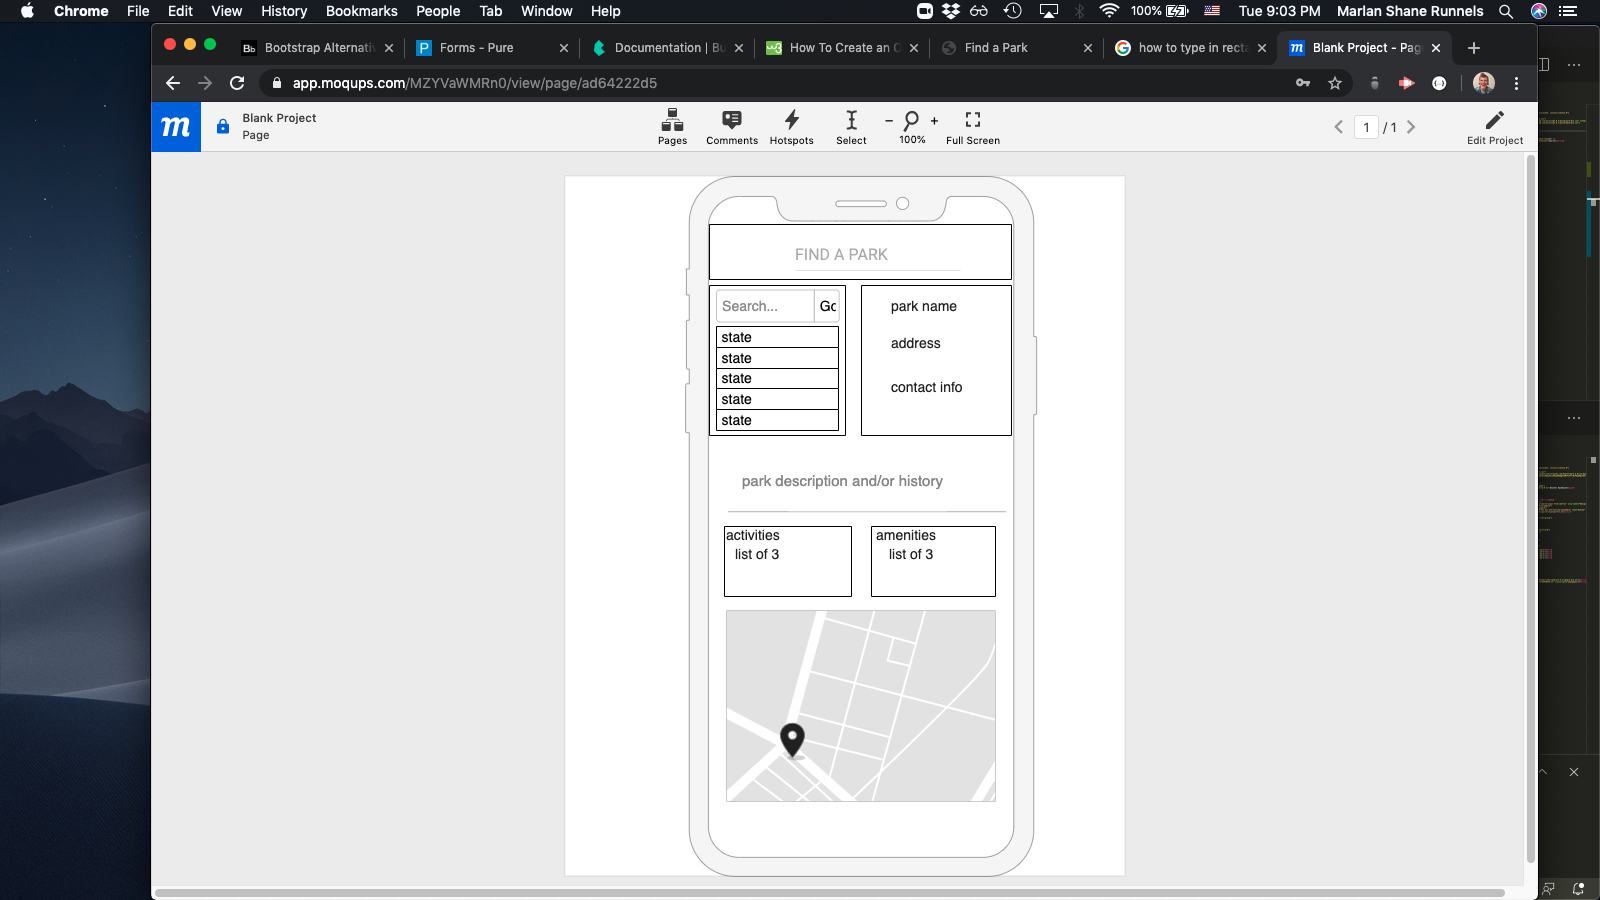 Chrome File Edit View History Bookmarks People Tab Window Help 100% Tue 9:03 PM Marlan Shane Runnels
Bb Bootstrap Alternativ P Forms - Pure Documentation | Bu How To Create an O Find a Park how to type in recta m Blank Project - Pag
app.moqups.com/MZYVaWMRn0/view/page/ad64222d5
m Blank Project
Page
Pages Comments Hotspots Select 100% Full Screen
1 / 1
Edit Project
FIND A PARK
Search... Go
state
state
state
state
state
park name
address
contact info
park description and/or history
activities
list of 3
amenities
list of 3